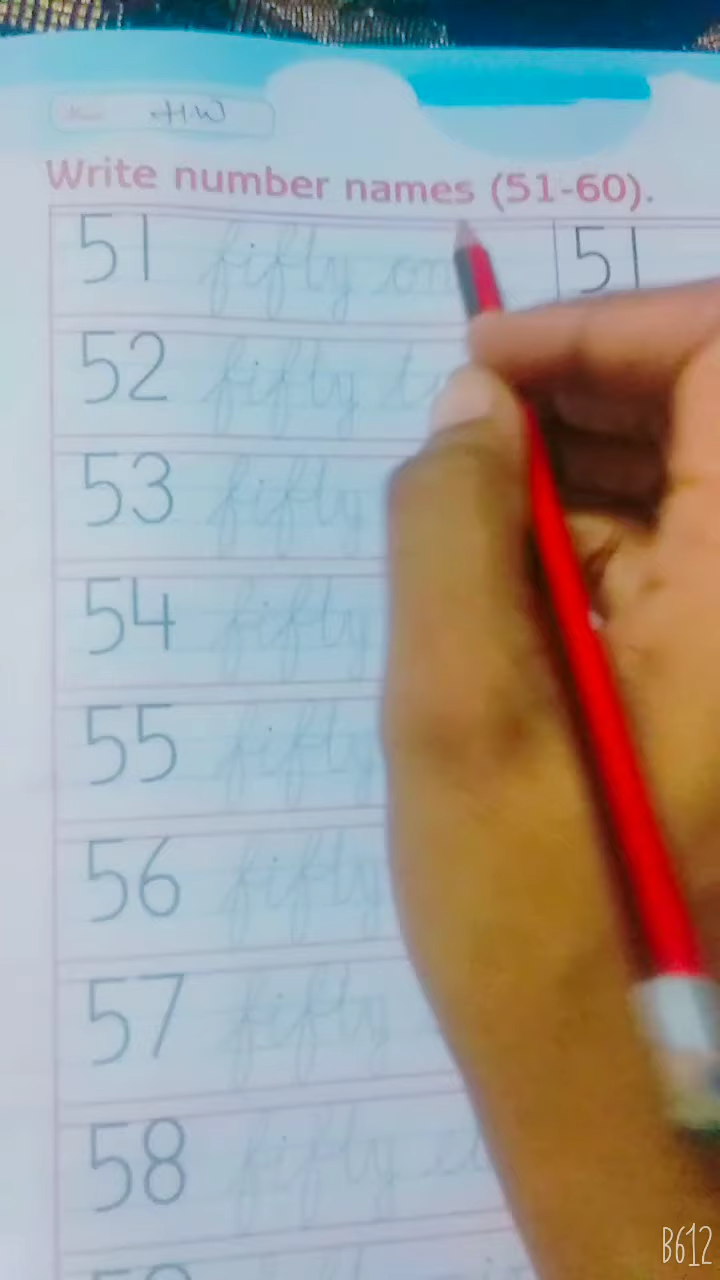 H.W
Write number names (51-60).
51 fifty one 51
52 fifty
53 fifty
54 fifty
55 fifty
56 fifty
57 fifty
58 fifty
B612